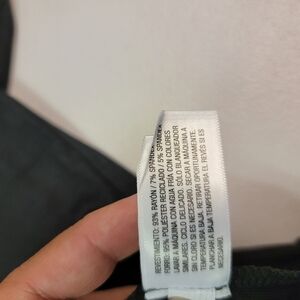 REVESTIMIENTO: 93% RAYÓN / 7% SPANDEX
FORRO: 95% POLIÉSTER RECICLADO / 5% SPANDEX
LAVAR A MÁQUINA CON AGUA FRÍA CON COLORES
SIMILARES. CICLO DELICADO. SÓLO BLANQUEADOR
SIN CLORO SI ES NECESARIO. SECAR A MÁQUINA A
TEMPERATURA BAJA. RETIRAR OPORTUNAMENTE.
PLANCHAR A BAJA TEMPERATURA EL REVÉS SI ES
NECESARIO.